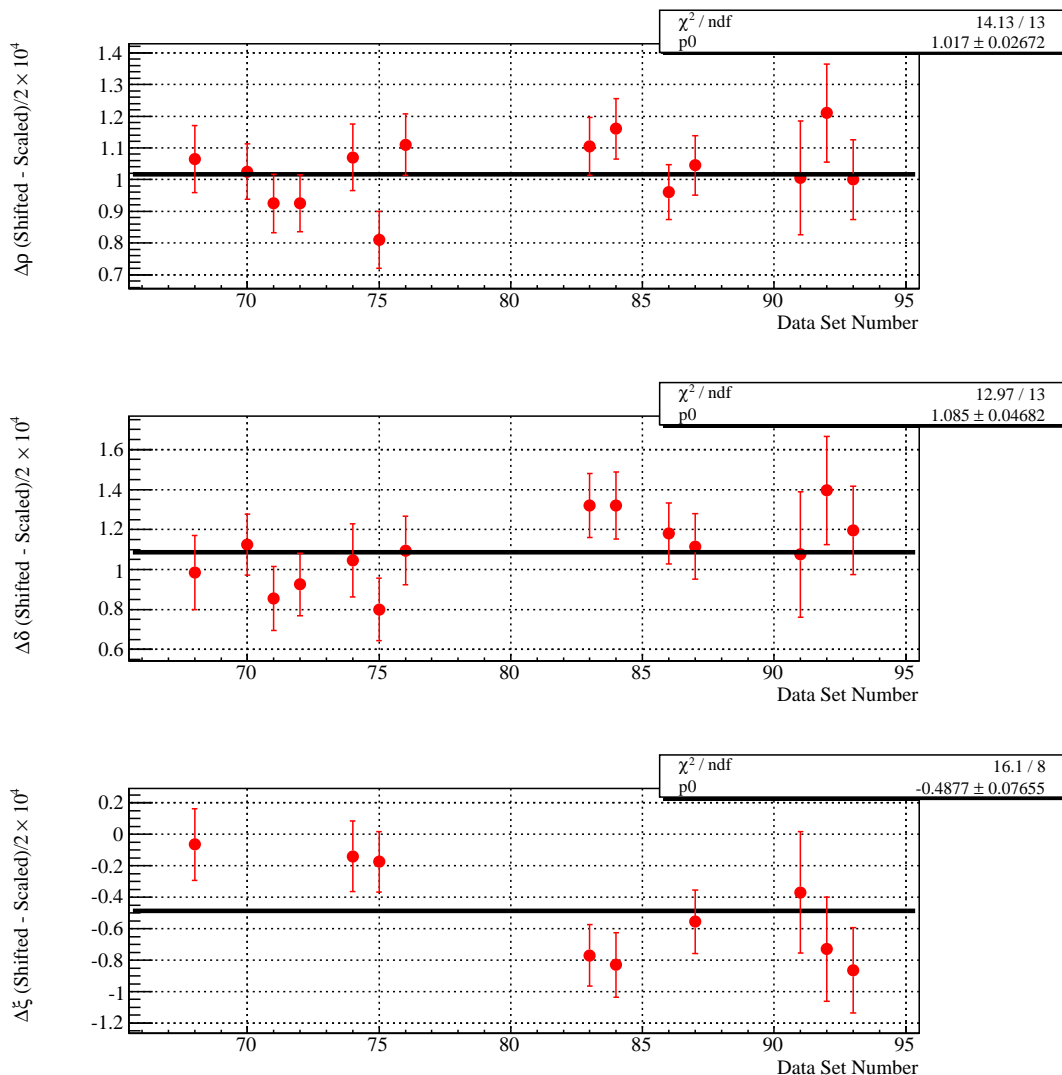 χ² / ndf 14.13 / 13
p0 1.017 ± 0.02672
Δρ (Shifted - Scaled)/2 × 10⁴
1.4
1.3
1.2
1.1
1
0.9
0.8
0.7
70 75 80 85 90 95
Data Set Number
χ² / ndf 12.97 / 13
p0 1.085 ± 0.04682
Δδ (Shifted - Scaled)/2 × 10⁴
1.6
1.4
1.2
1
0.8
0.6
70 75 80 85 90 95
Data Set Number
χ² / ndf 16.1 / 8
p0 -0.4877 ± 0.07655
Δξ (Shifted - Scaled)/2 × 10⁴
0.2
0
-0.2
-0.4
-0.6
-0.8
-1
-1.2
70 75 80 85 90 95
Data Set Number